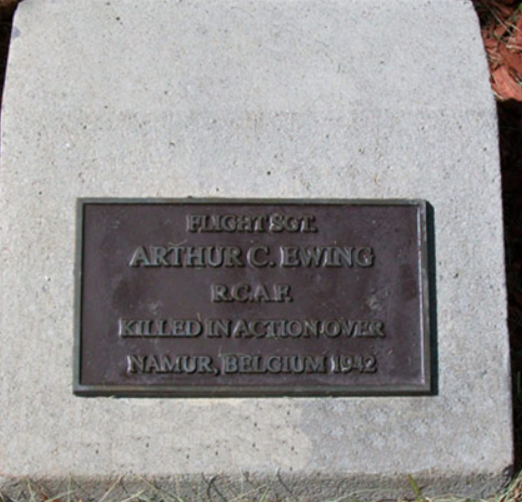 FLIGHT SGT.
ARTHUR C. EWING
R.C.A.F.
KILLED IN ACTION OVER
NAMUR, BELGIUM 1942